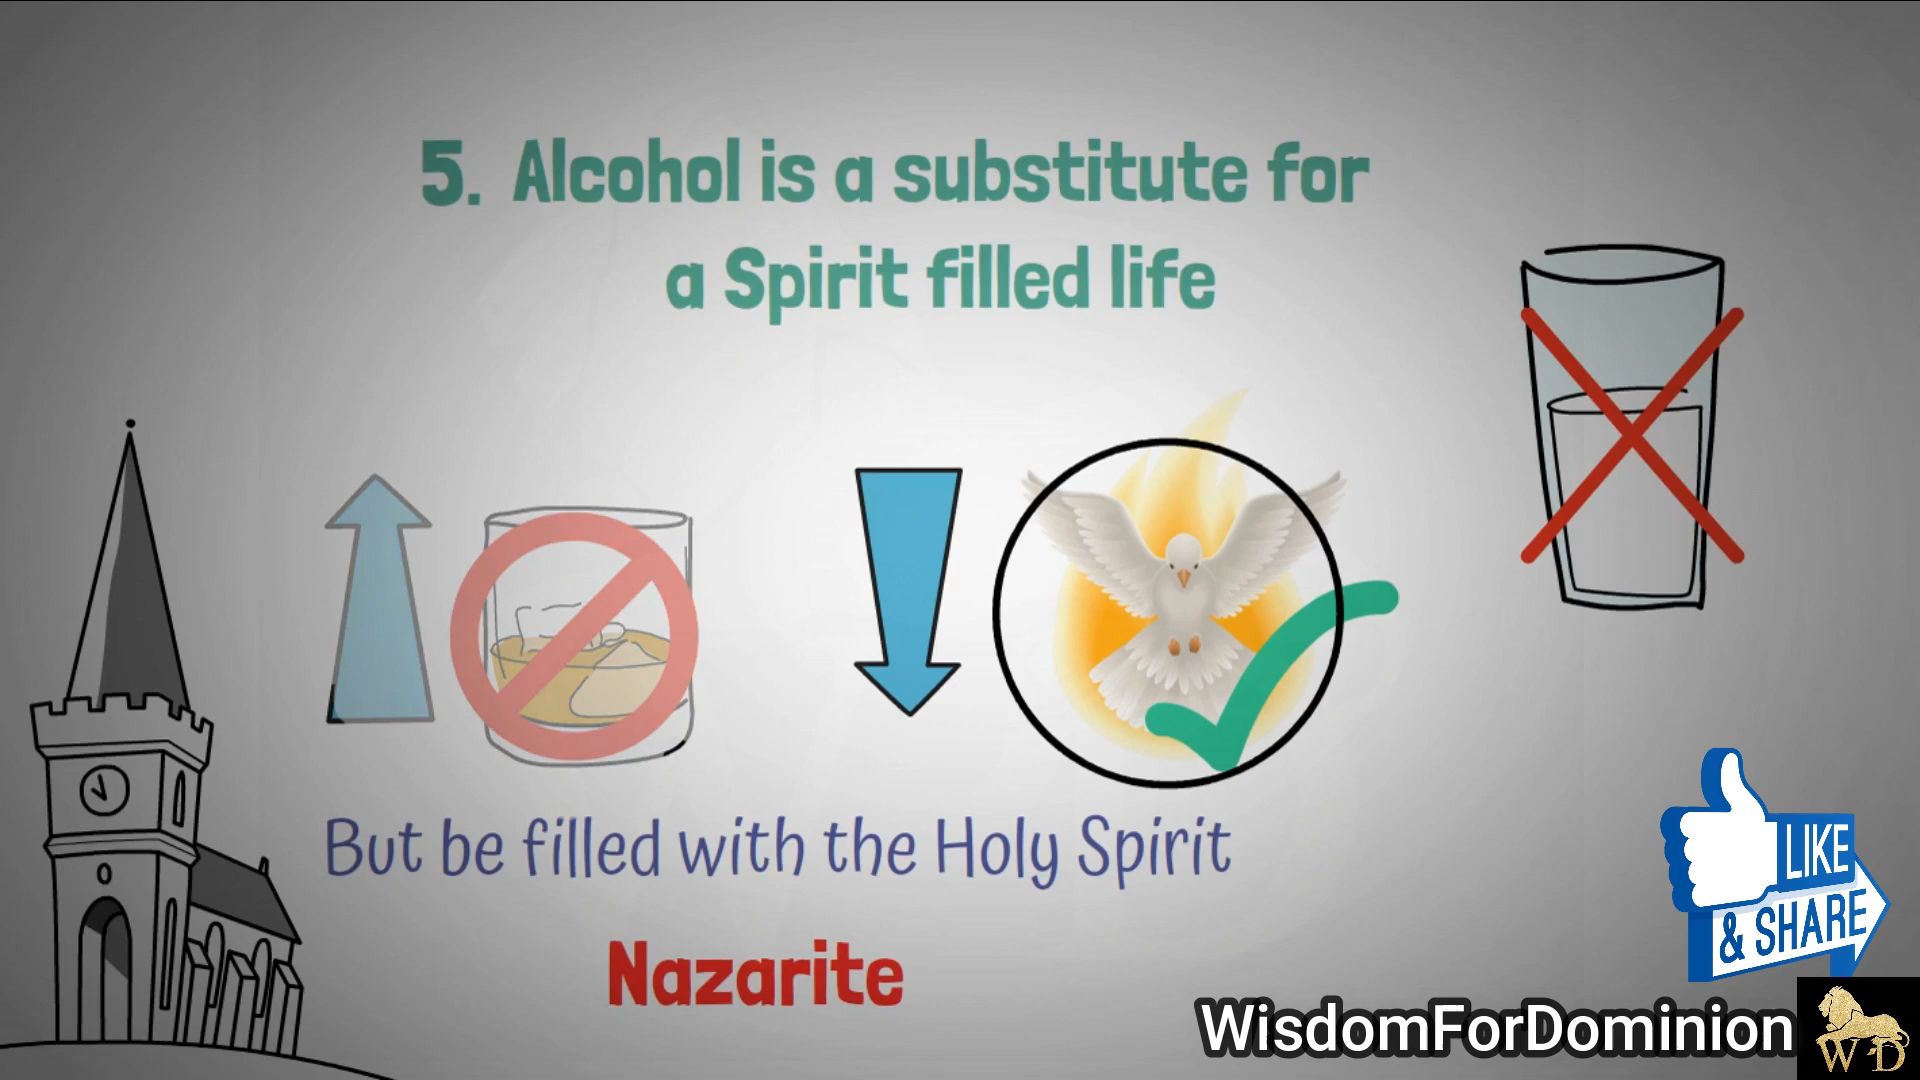 5. Alcohol is a substitute for
a Spirit filled life
But be filled with the Holy Spirit
Nazarite
LIKE
& SHARE
WisdomForDominion
WD